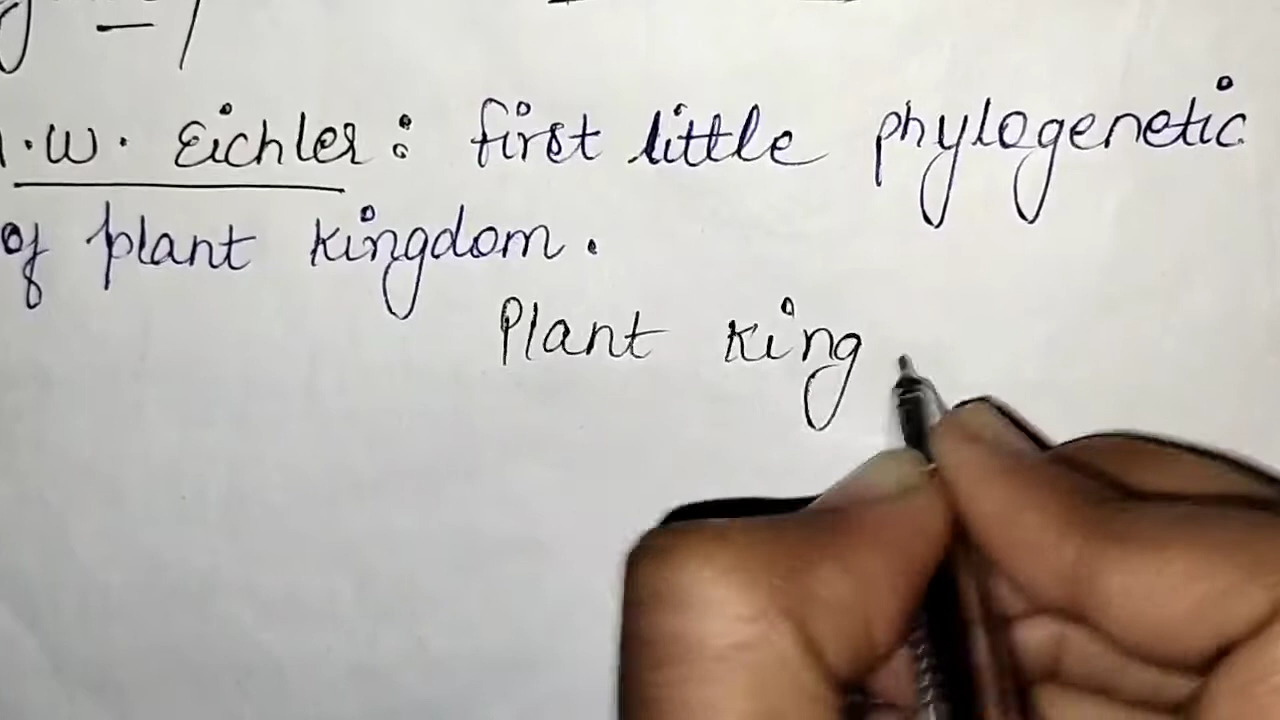 .W. Eichler: first little phylogenetic
of plant kingdom.
Plant king